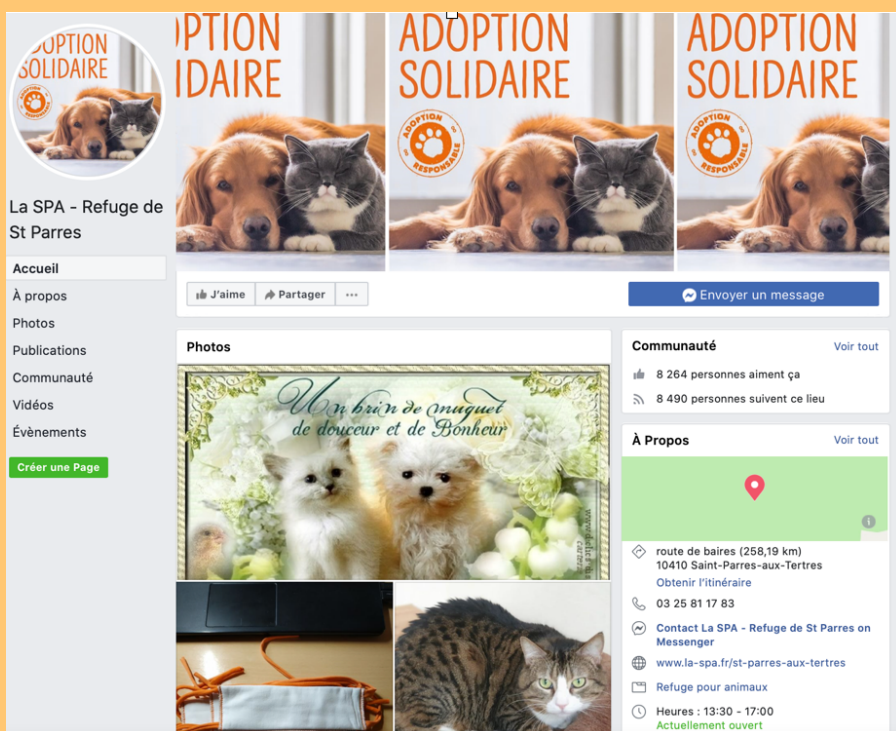 ADOPTION
SOLIDAIRE
La SPA - Refuge de
St Parres
Accueil
À propos
Photos
Publications
Communauté
Vidéos
Évènements
Créer une Page
OPTION
IDAIRE
ADOPTION
SOLIDAIRE
ADOPTION
RESPONSABLE
ADOPTION
SOLIDAIRE
ADOPTION
RESPONSABLE
J'aime
Partager
...
Envoyer un message
Photos
Un brin de muguet
de douceur et de Bonheur
Communauté
Voir tout
8 264 personnes aiment ça
8 490 personnes suivent ce lieu
À Propos
Voir tout
route de baires (258,19 km)
10410 Saint-Parres-aux-Tertres
Obtenir l'itinéraire
03 25 81 17 83
Contact La SPA - Refuge de St Parres on
Messenger
www.la-spa.fr/st-parres-aux-tertres
Refuge pour animaux
Heures : 13:30 - 17:00
Actuellement ouvert